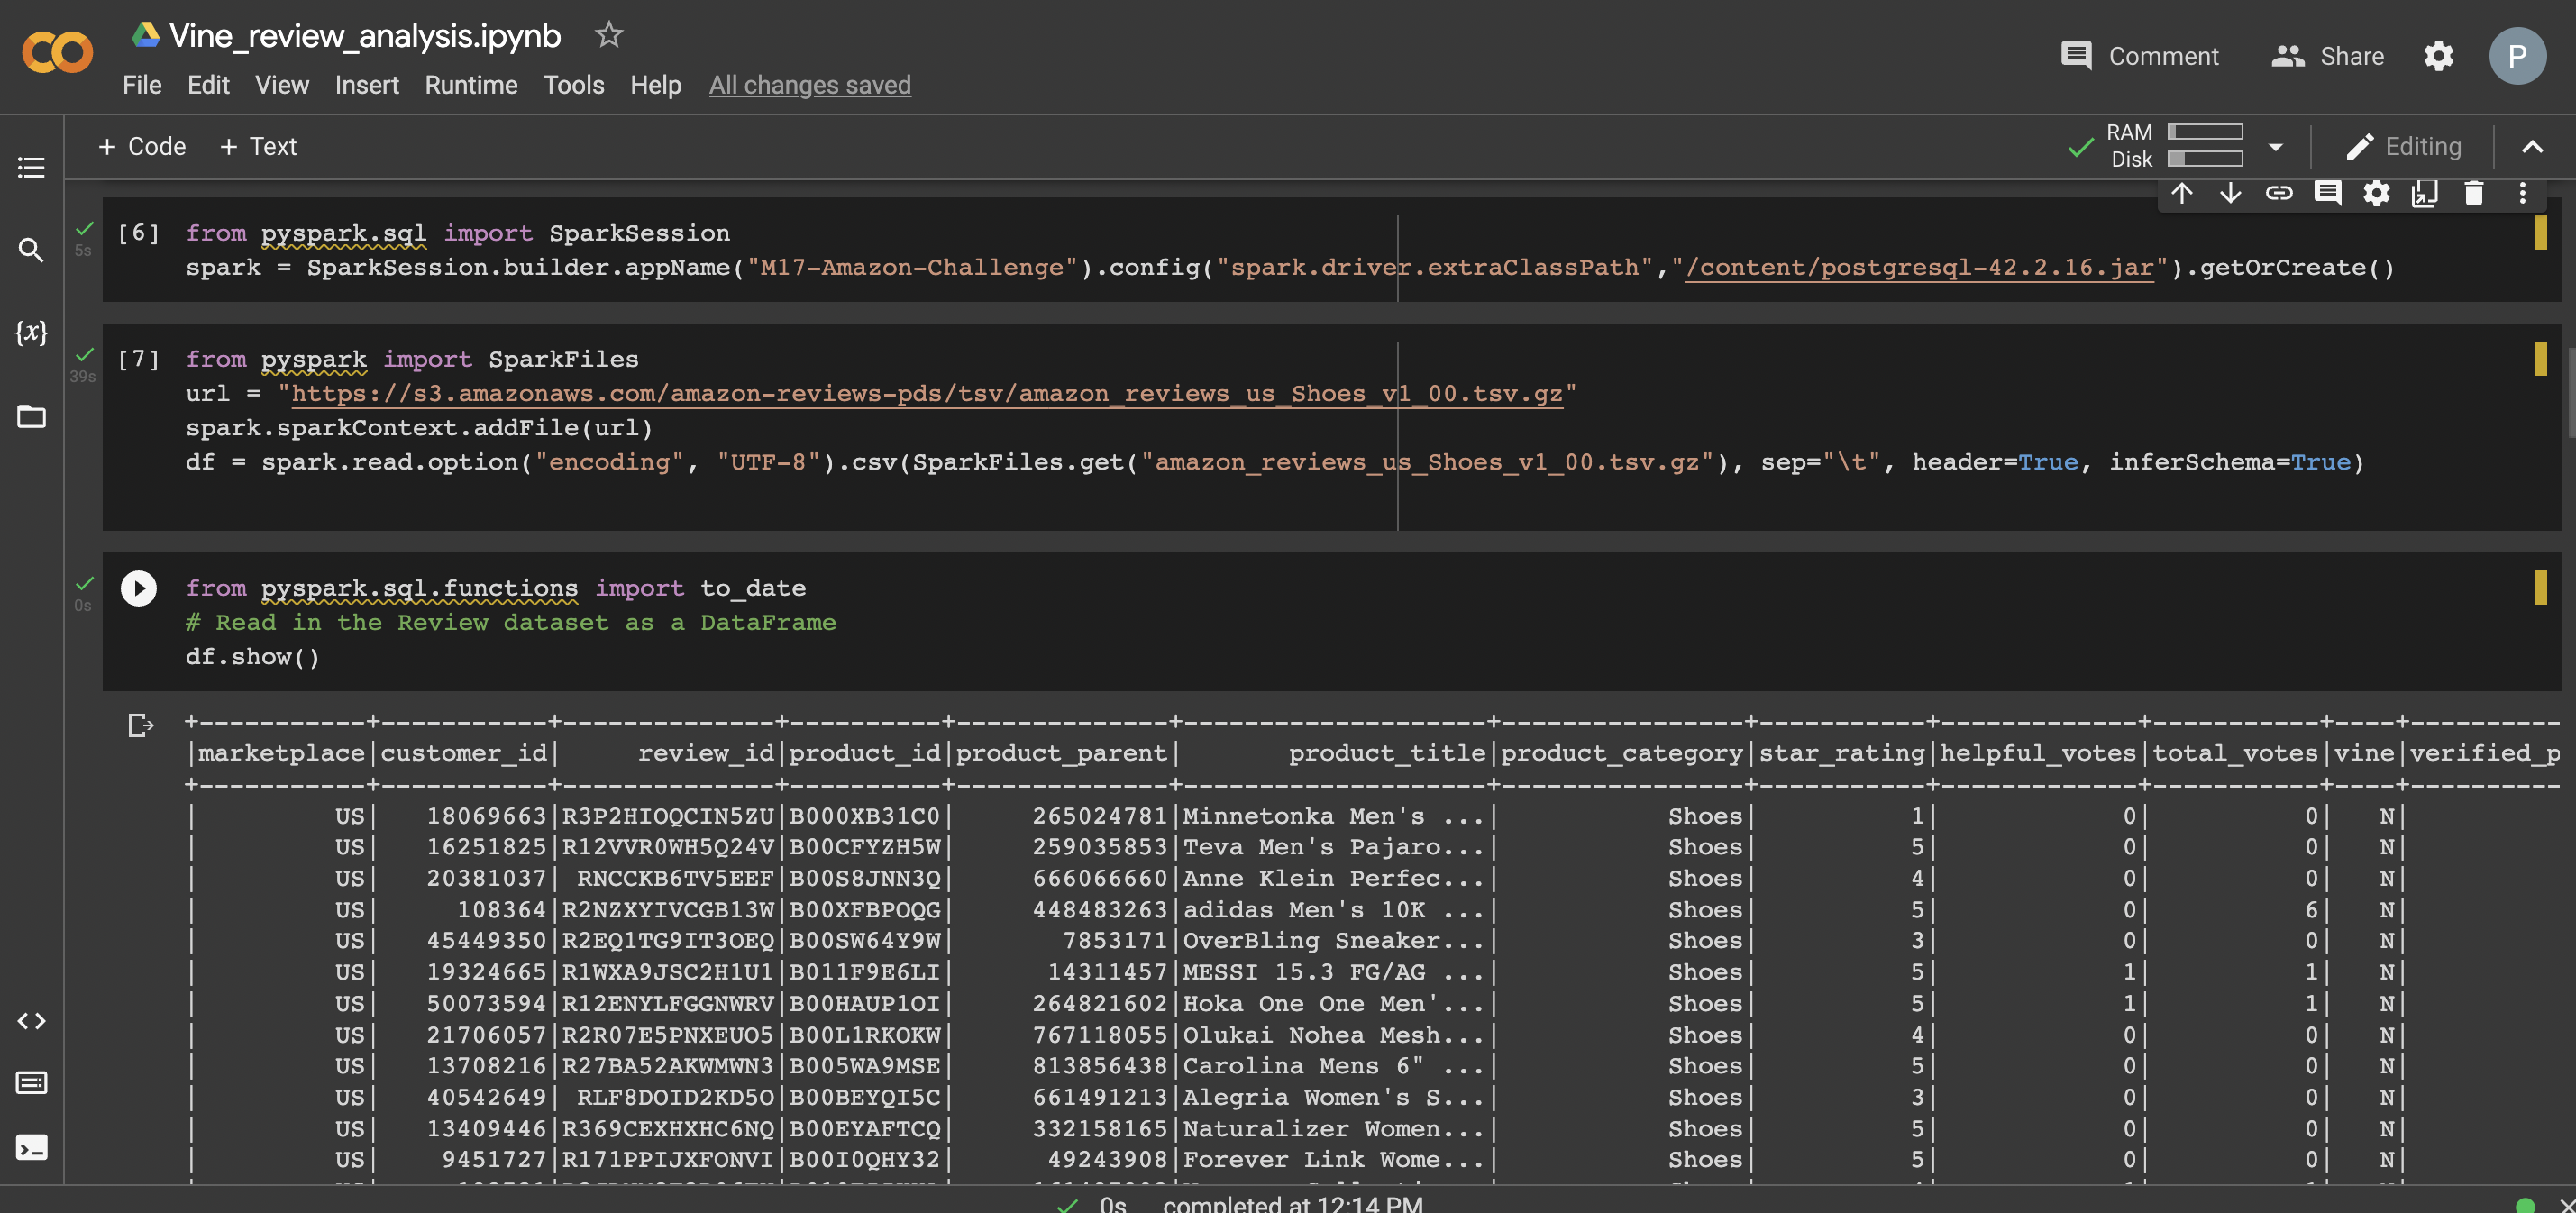 Vine_review_analysis.ipynb
Comment Share P
File Edit View Insert Runtime Tools Help All changes saved
+ Code + Text
RAM
Disk
Editing
[6] from pyspark.sql import SparkSession
5s
spark = SparkSession.builder.appName("M17-Amazon-Challenge").config("spark.driver.extraClassPath","/content/postgresql-42.2.16.jar").getOrCreate()
{x}
[7] from pyspark import SparkFiles
39s
url = "https://s3.amazonaws.com/amazon-reviews-pds/tsv/amazon_reviews_us_Shoes_v1_00.tsv.gz"
spark.sparkContext.addFile(url)
df = spark.read.option("encoding", "UTF-8").csv(SparkFiles.get("amazon_reviews_us_Shoes_v1_00.tsv.gz"), sep="\t", header=True, inferSchema=True)
from pyspark.sql.functions import to_date
0s
# Read in the Review dataset as a DataFrame
df.show()
+-----------+-----------+--------------+----------+--------------+--------------------+----------------+-----------+-------------+-----------+----+----------
|marketplace|customer_id|     review_id|product_id|product_parent|       product_title|product_category|star_rating|helpful_votes|total_votes|vine|verified_p
+-----------+-----------+--------------+----------+--------------+--------------------+----------------+-----------+-------------+-----------+----+----------
|         US|   18069663|R3P2HIOQCIN5ZU|B000XB31C0|     265024781|Minnetonka Men's ...|           Shoes|          1|            0|          0|   N|
|         US|   16251825|R12VVR0WH5Q24V|B00CFYZH5W|     259035853|Teva Men's Pajaro...|           Shoes|          5|            0|          0|   N|
|         US|   20381037| RNCCKB6TV5EEF|B00S8JNN3Q|     666066660|Anne Klein Perfec...|           Shoes|          4|            0|          0|   N|
|         US|     108364|R2NZXYIVCGB13W|B00XFBPOQG|     448483263|adidas Men's 10K ...|           Shoes|          5|            0|          6|   N|
|         US|   45449350|R2EQ1TG9IT3OEQ|B00SW64Y9W|       7853171|OverBling Sneaker...|           Shoes|          3|            0|          0|   N|
|         US|   19324665|R1WXA9JSC2H1U1|B011F9E6LI|      14311457|MESSI 15.3 FG/AG ...|           Shoes|          5|            1|          1|   N|
|         US|   50073594|R12ENYLFGGNWRV|B00HAUP1OI|     264821602|Hoka One One Men'...|           Shoes|          5|            1|          1|   N|
|         US|   21706057|R2R07E5PNXEUO5|B00L1RKOKW|     767118055|Olukai Nohea Mesh...|           Shoes|          4|            0|          0|   N|
|         US|   13708216|R27BA52AKWMWN3|B005WA9MSE|     813856438|Carolina Mens 6" ...|           Shoes|          5|            0|          0|   N|
|         US|   40542649| RLF8DOID2KD5O|B00BEYQI5C|     661491213|Alegria Women's S...|           Shoes|          3|            0|          0|   N|
|         US|   13409446|R369CEXHXHC6NQ|B00EYAFTCQ|     332158165|Naturalizer Women...|           Shoes|          5|            0|          0|   N|
|         US|    9451727|R171PPIJXFONVI|B00I0QHY32|      49243908|Forever Link Wome...|           Shoes|          5|            0|          0|   N|
0s completed at 12:14 PM